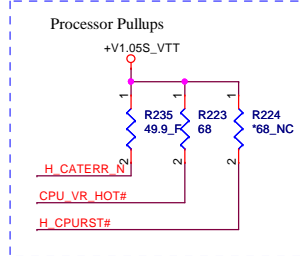 Processor Pullups
+V1.05S_VTT
1 1 1
R235 R223 R224
49.9_F 68 *68_NC
2 2 2
H_CATERR_N
CPU_VR_HOT#
H_CPURST#